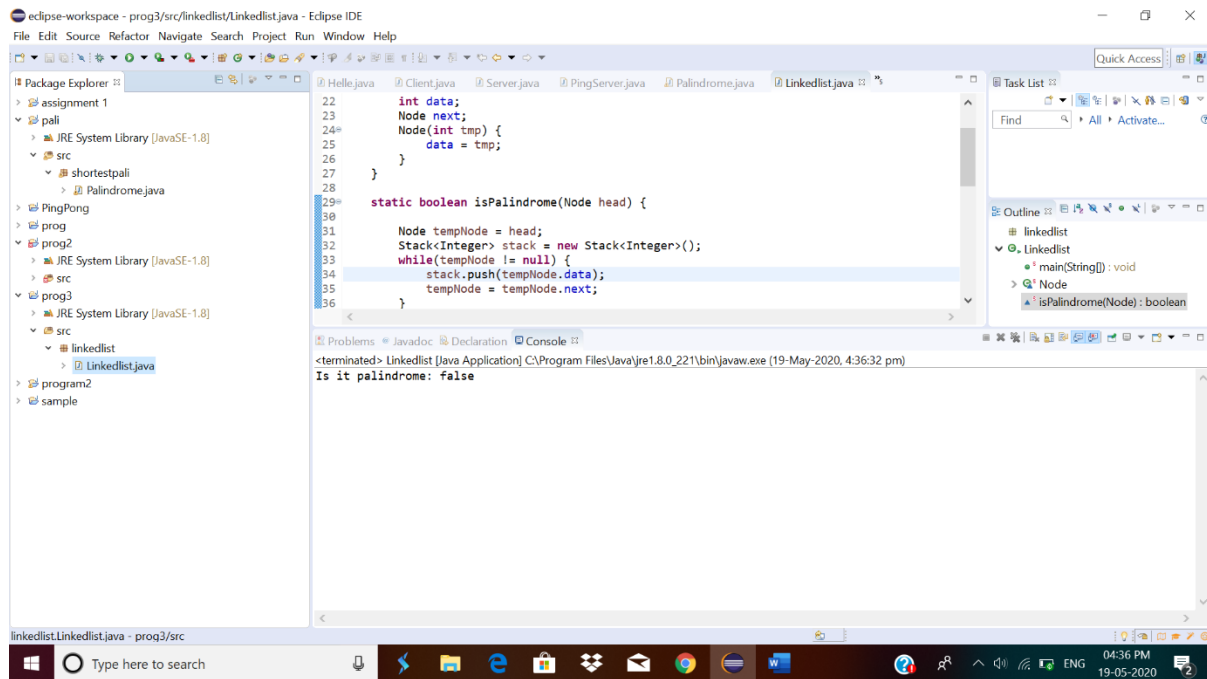 eclipse-workspace - prog3/src/linkedlist/Linkedlist.java - Eclipse IDE
File Edit Source Refactor Navigate Search Project Run Window Help
Quick Access
Package Explorer
assignment 1
pali
JRE System Library [JavaSE-1.8]
src
shortestpali
Palindrome.java
PingPong
prog
prog2
JRE System Library [JavaSE-1.8]
src
prog3
JRE System Library [JavaSE-1.8]
src
linkedlist
Linkedlist.java
program2
sample
Helle.java Client.java Server.java PingServer.java Palindrome.java Linkedlist.java »5
22 int data;
23 Node next;
24 Node(int tmp) {
25 data = tmp;
26 }
27 }
28
29 static boolean isPalindrome(Node head) {
30
31 Node tempNode = head;
32 Stack<Integer> stack = new Stack<Integer>();
33 while(tempNode != null) {
34 stack.push(tempNode.data);
35 tempNode = tempNode.next;
36 }
Task List
Find All Activate...
Outline
linkedlist
Linkedlist
main(String[]) : void
Node
isPalindrome(Node) : boolean
Problems Javadoc Declaration Console
<terminated> Linkedlist [Java Application] C:\Program Files\Java\jre1.8.0_221\bin\javaw.exe (19-May-2020, 4:36:32 pm)
Is it palindrome: false
linkedlist.Linkedlist.java - prog3/src
Type here to search
ENG
04:36 PM
19-05-2020
2